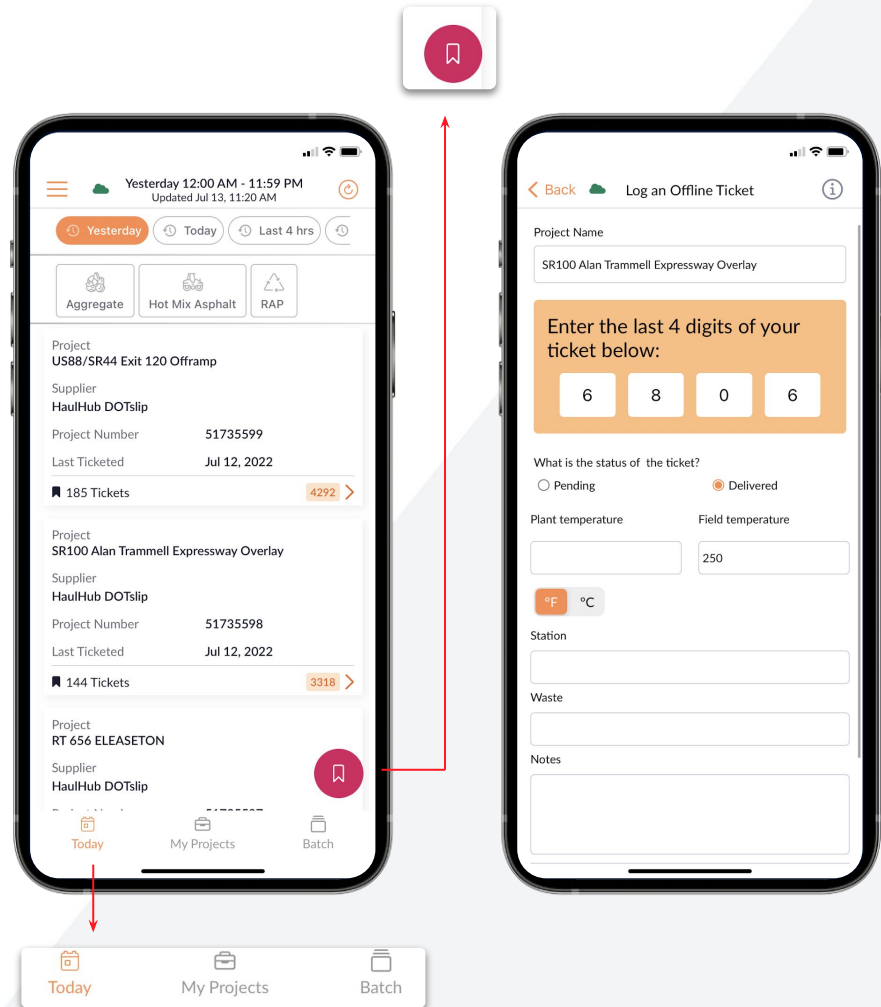 Yesterday 12:00 AM - 11:59 PM
Updated Jul 13, 11:20 AM
Yesterday Today Last 4 hrs
Aggregate Hot Mix Asphalt RAP
Project
US88/SR44 Exit 120 Offramp
Supplier
HaulHub DOTslip
Project Number 51735599
Last Ticketed Jul 12, 2022
185 Tickets 4292
Project
SR100 Alan Trammell Expressway Overlay
Supplier
HaulHub DOTslip
Project Number 51735598
Last Ticketed Jul 12, 2022
144 Tickets 3318
Project
RT 656 ELEASETON
Supplier
HaulHub DOTslip
Today My Projects Batch
Today My Projects Batch
Back Log an Offline Ticket
Project Name
SR100 Alan Trammell Expressway Overlay
Enter the last 4 digits of your
ticket below:
6 8 0 6
What is the status of the ticket?
Pending Delivered
Plant temperature Field temperature
250
°F °C
Station
Waste
Notes